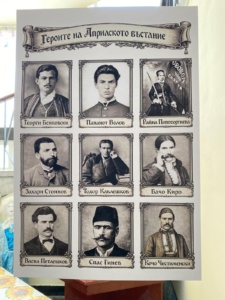 Героите на Априлското въстание
Георги Бенковски
Панайот Волов
Райна Попгеоргиева
Захари Стоянов
Тодор Каблешков
Бачо Киро
Васил Петлешков
Спас Гинев
Кочо Честименски